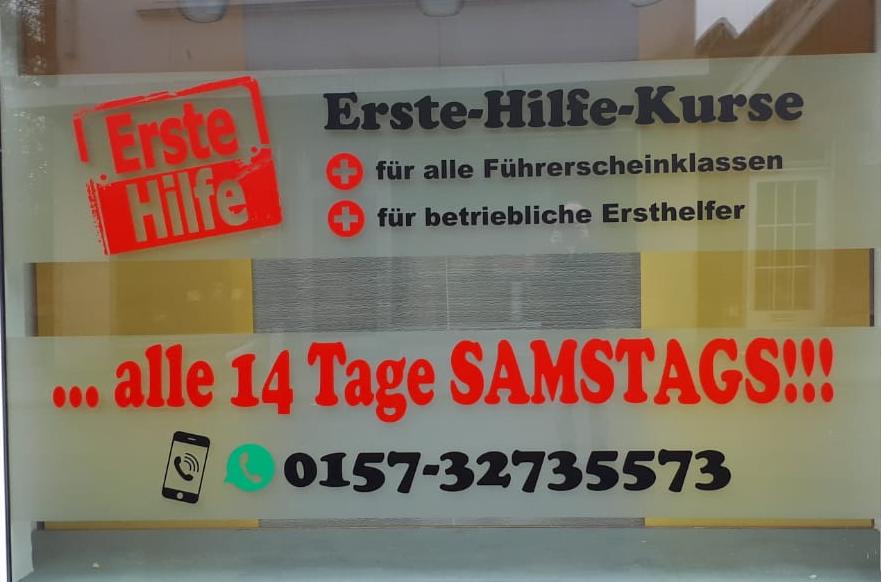 Erste
Hilfe
Erste-Hilfe-Kurse
für alle Führerscheinklassen
für betriebliche Ersthelfer
... alle 14 Tage SAMSTAGS!!!
0157-32735573